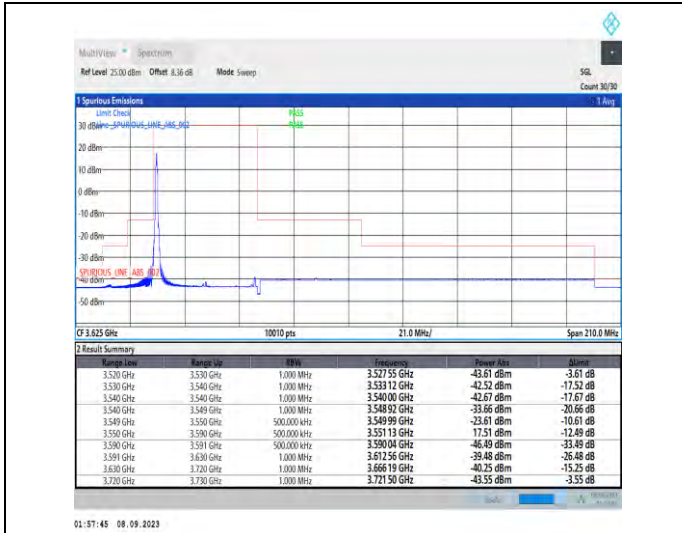 MultiView Spectrum
Ref Level 25.00 dBm Offset 8.36 dB Mode Sweep SGL
Count 30/30
1 Spurious Emissions 1 Avg
Limit Check PASS
30 dBm Line _SPURIOUS_LINE_ABS_002 PASS
20 dBm
10 dBm
0 dBm
-10 dBm
-20 dBm
-30 dBm
_SPURIOUS_LINE_ABS_002
-40 dBm
-50 dBm
CF 3.625 GHz 10010 pts 21.0 MHz/ Span 210.0 MHz
2 Result Summary
Range Low Range Up RBW Frequency Power Abs ΔLimit
3.520 GHz 3.530 GHz 1.000 MHz 3.527 55 GHz -43.61 dBm -3.61 dB
3.530 GHz 3.540 GHz 1.000 MHz 3.533 12 GHz -42.52 dBm -17.52 dB
3.540 GHz 3.540 GHz 1.000 MHz 3.540 00 GHz -42.67 dBm -17.67 dB
3.540 GHz 3.549 GHz 1.000 MHz 3.548 92 GHz -33.66 dBm -20.66 dB
3.549 GHz 3.550 GHz 500.000 kHz 3.549 99 GHz -23.61 dBm -10.61 dB
3.550 GHz 3.590 GHz 500.000 kHz 3.551 13 GHz 17.51 dBm -12.49 dB
3.590 GHz 3.591 GHz 500.000 kHz 3.590 04 GHz -46.49 dBm -33.49 dB
3.591 GHz 3.630 GHz 1.000 MHz 3.612 56 GHz -39.48 dBm -26.48 dB
3.630 GHz 3.720 GHz 1.000 MHz 3.666 19 GHz -40.25 dBm -15.25 dB
3.720 GHz 3.730 GHz 1.000 MHz 3.721 50 GHz -43.55 dBm -3.55 dB
01:57:45 08.09.2023